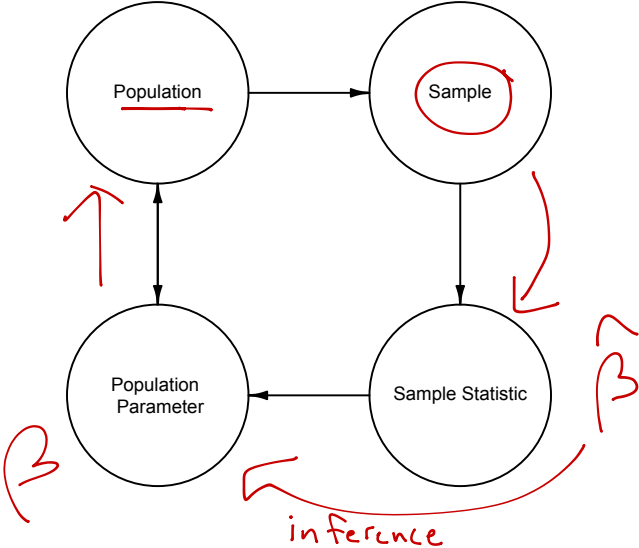 Population
Sample
Population
Parameter
Sample Statistic
β̂
β
inference